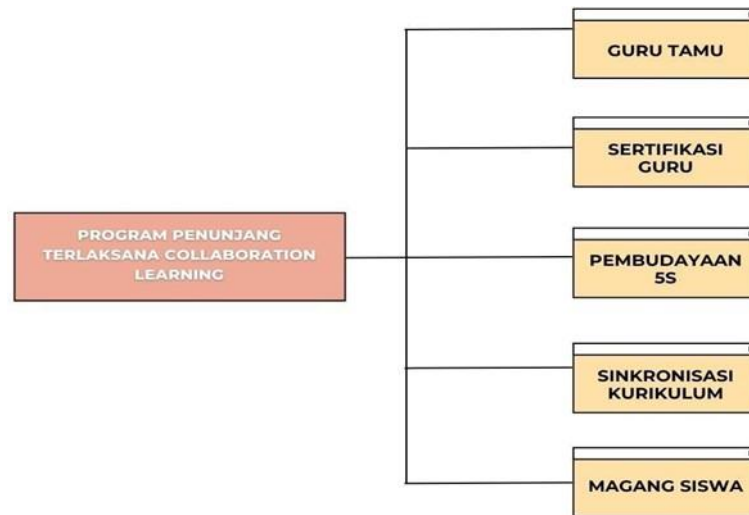 PROGRAM PENUNJANG
TERLAKSANA COLLABORATION
LEARNING
GURU TAMU
SERTIFIKASI
GURU
PEMBUDAYAAN
5S
SINKRONISASI
KURIKULUM
MAGANG SISWA